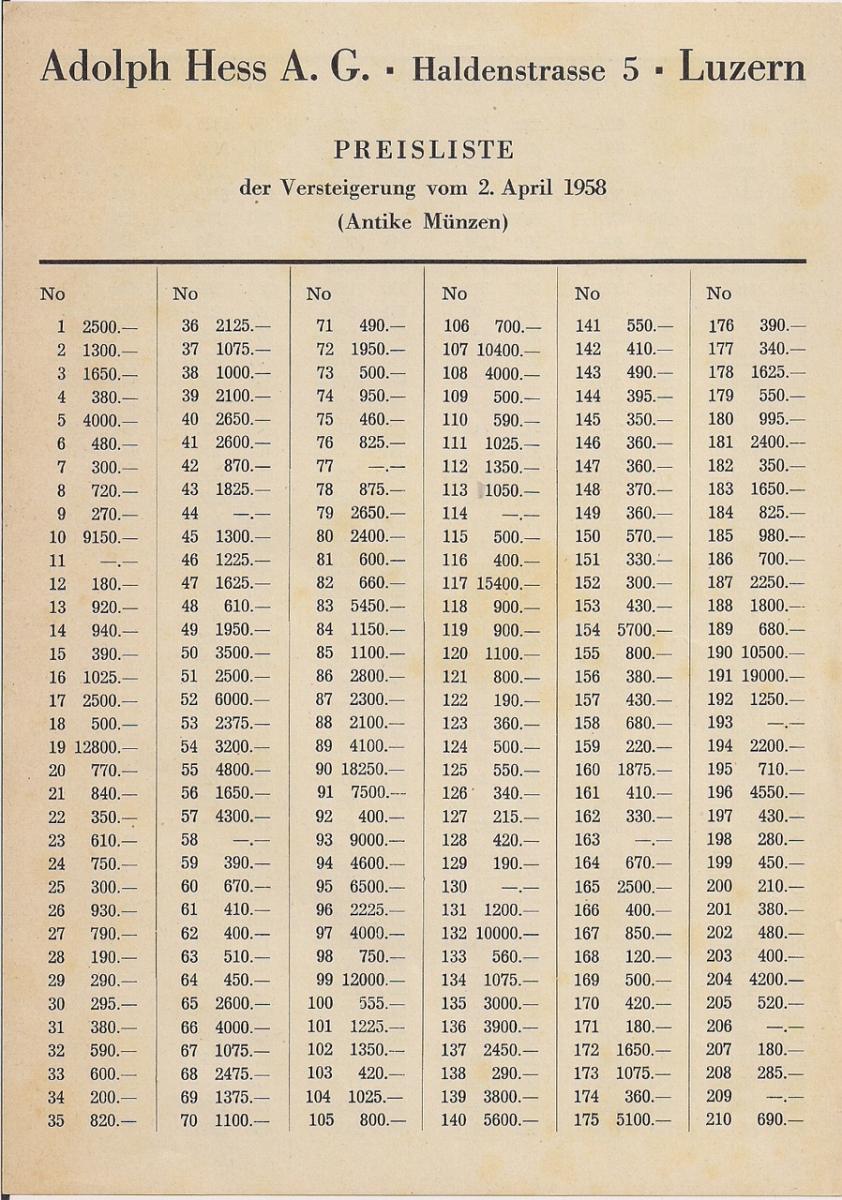 Adolph Hess A. G. · Haldenstrasse 5 · Luzern
PREISLISTE
der Versteigerung vom 2. April 1958
(Antike Münzen)
No No No No No No
1 2500.— 36 2125.— 71 490.— 106 700.— 141 550.— 176 390.—
2 1300.— 37 1075.— 72 1950.— 107 10400.— 142 410.— 177 340.—
3 1650.— 38 1000.— 73 500.— 108 4000.— 143 490.— 178 1625.—
4 380.— 39 2100.— 74 950.— 109 500.— 144 395.— 179 550.—
5 4000.— 40 2650.— 75 460.— 110 590.— 145 350.— 180 995.—
6 480.— 41 2600.— 76 825.— 111 1025.— 146 360.— 181 2400.—
7 300.— 42 870.— 77 —.— 112 1350.— 147 360.— 182 350.—
8 720.— 43 1825.— 78 875.— 113 1050.— 148 370.— 183 1650.—
9 270.— 44 —.— 79 2650.— 114 —.— 149 360.— 184 825.—
10 9150.— 45 1300.— 80 2400.— 115 500.— 150 570.— 185 980.—
11 —.— 46 1225.— 81 600.— 116 400.— 151 330.— 186 700.—
12 180.— 47 1625.— 82 660.— 117 15400.— 152 300.— 187 2250.—
13 920.— 48 610.— 83 5450.— 118 900.— 153 430.— 188 1800.—
14 940.— 49 1950.— 84 1150.— 119 900.— 154 5700.— 189 680.—
15 390.— 50 3500.— 85 1100.— 120 1100.— 155 800.— 190 10500.—
16 1025.— 51 2500.— 86 2800.— 121 800.— 156 380.— 191 19000.—
17 2500.— 52 6000.— 87 2300.— 122 190.— 157 430.— 192 1250.—
18 500.— 53 2375.— 88 2100.— 123 360.— 158 680.— 193 —.—
19 12800.— 54 3200.— 89 4100.— 124 500.— 159 220.— 194 2200.—
20 770.— 55 4800.— 90 18250.— 125 550.— 160 1875.— 195 710.—
21 840.— 56 1650.— 91 7500.— 126 340.— 161 410.— 196 4550.—
22 350.— 57 4300.— 92 400.— 127 215.— 162 330.— 197 430.—
23 610.— 58 —.— 93 9000.— 128 420.— 163 —.— 198 280.—
24 750.— 59 390.— 94 4600.— 129 190.— 164 670.— 199 450.—
25 300.— 60 670.— 95 6500.— 130 —.— 165 2500.— 200 210.—
26 930.— 61 410.— 96 2225.— 131 1200.— 166 400.— 201 380.—
27 790.— 62 400.— 97 4000.— 132 10000.— 167 850.— 202 480.—
28 190.— 63 510.— 98 750.— 133 560.— 168 120.— 203 400.—
29 290.— 64 450.— 99 12000.— 134 1075.— 169 500.— 204 4200.—
30 295.— 65 2600.— 100 555.— 135 3000.— 170 420.— 205 520.—
31 380.— 66 4000.— 101 1225.— 136 3900.— 171 180.— 206 —.—
32 590.— 67 1075.— 102 1350.— 137 2450.— 172 1650.— 207 180.—
33 600.— 68 2475.— 103 420.— 138 290.— 173 1075.— 208 285.—
34 200.— 69 1375.— 104 1025.— 139 3800.— 174 360.— 209 —.—
35 820.— 70 1100.— 105 800.— 140 5600.— 175 5100.— 210 690.—